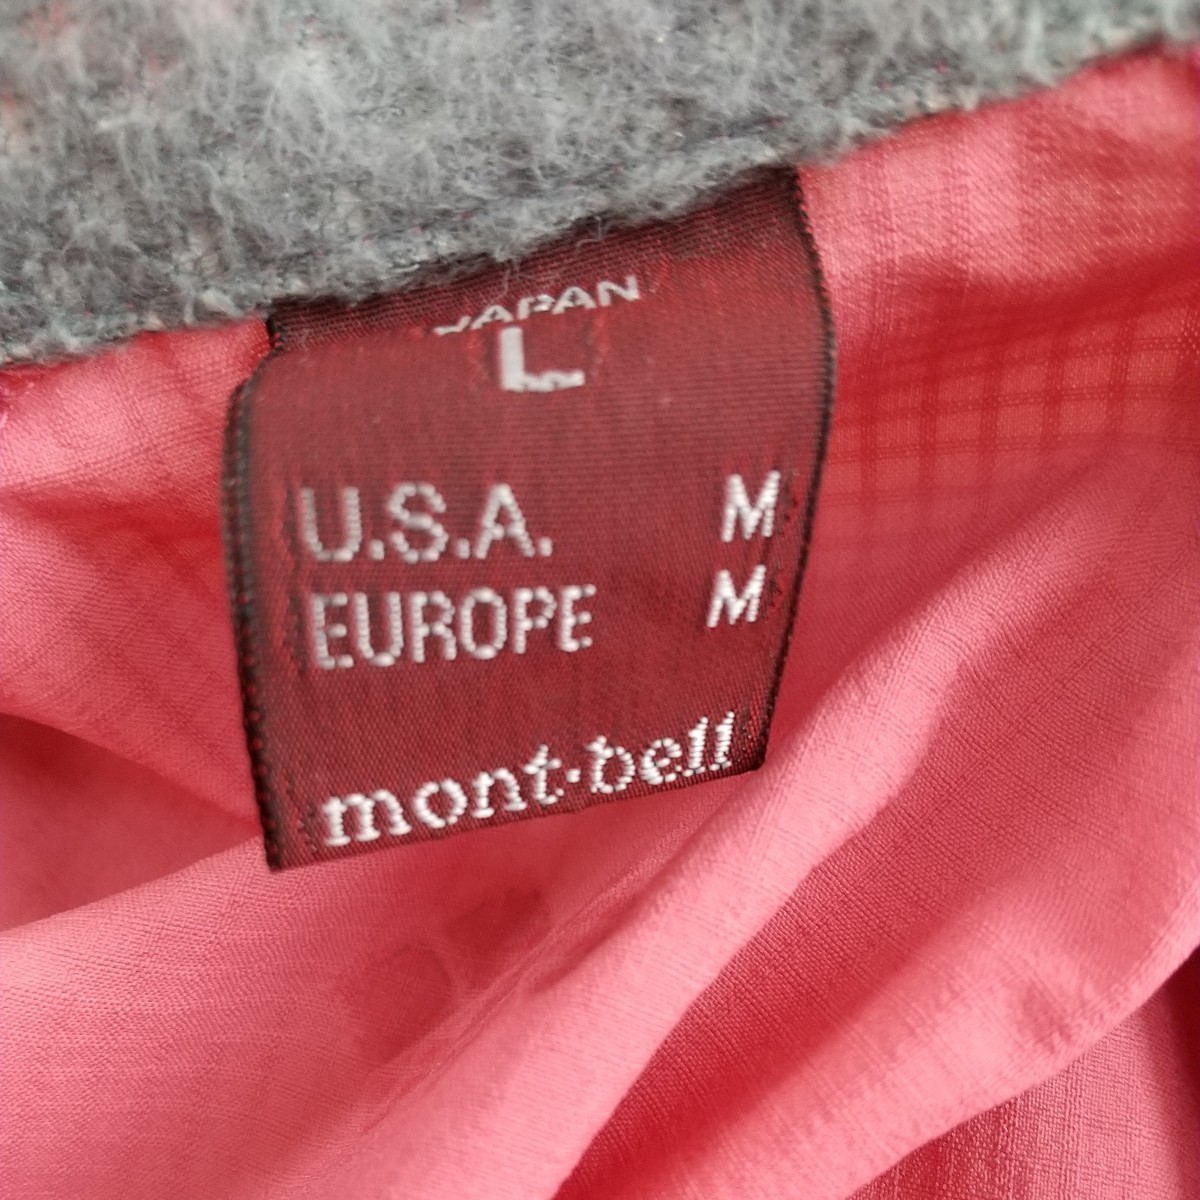 JAPAN
L
U.S.A. M
EUROPE M
mont·bell